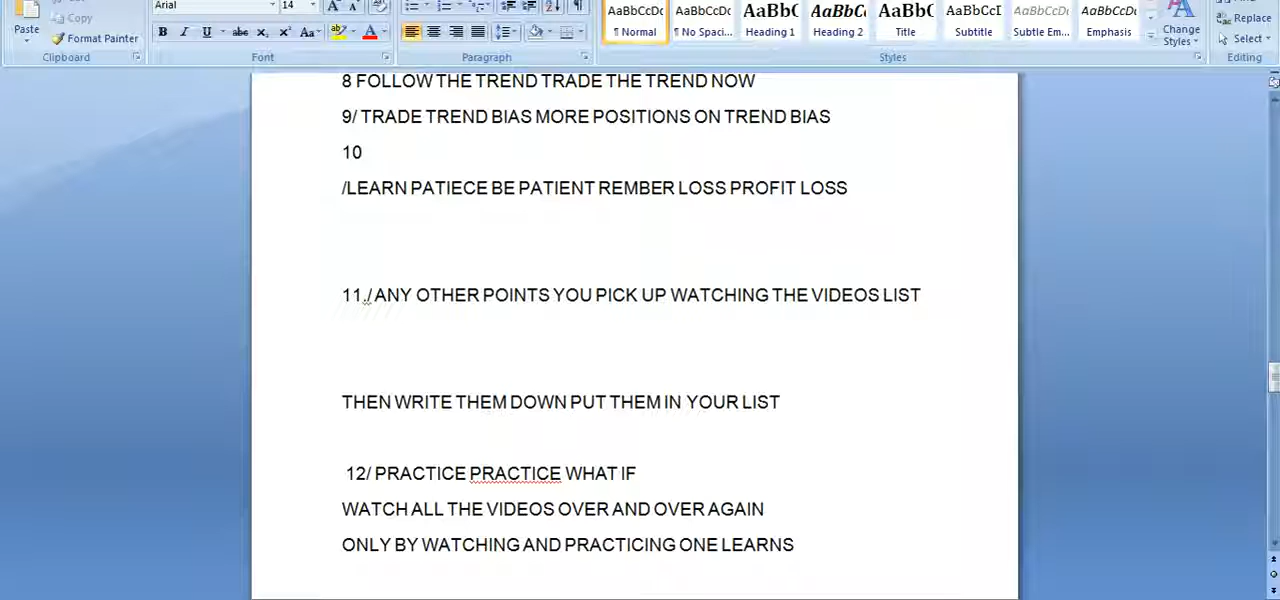 Arial
14
Copy
Replace
Paste
Format Painter
B I U abc x₂ x² Aa A
AaBbCcDc AaBbCcDc AaBbC AaBbCc AaBbC AaBbCcI AaBbCcDc AaBbCcDc
¶ Normal ¶ No Spaci... Heading 1 Heading 2 Title Subtitle Subtle Em... Emphasis
Change Styles
Select
Clipboard Font Paragraph Styles Editing
8 FOLLOW THE TREND TRADE THE TREND NOW
9/ TRADE TREND BIAS MORE POSITIONS ON TREND BIAS
10
/LEARN PATIECE BE PATIENT REMBER LOSS PROFIT LOSS
11./ ANY OTHER POINTS YOU PICK UP WATCHING THE VIDEOS LIST
THEN WRITE THEM DOWN PUT THEM IN YOUR LIST
12/ PRACTICE PRACTICE WHAT IF
WATCH ALL THE VIDEOS OVER AND OVER AGAIN
ONLY BY WATCHING AND PRACTICING ONE LEARNS